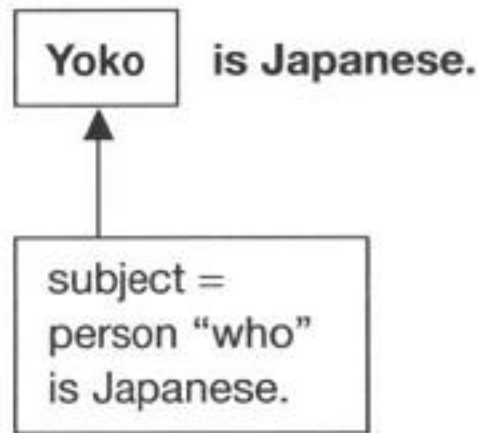 Yoko is Japanese.
subject =
person “who”
is Japanese.